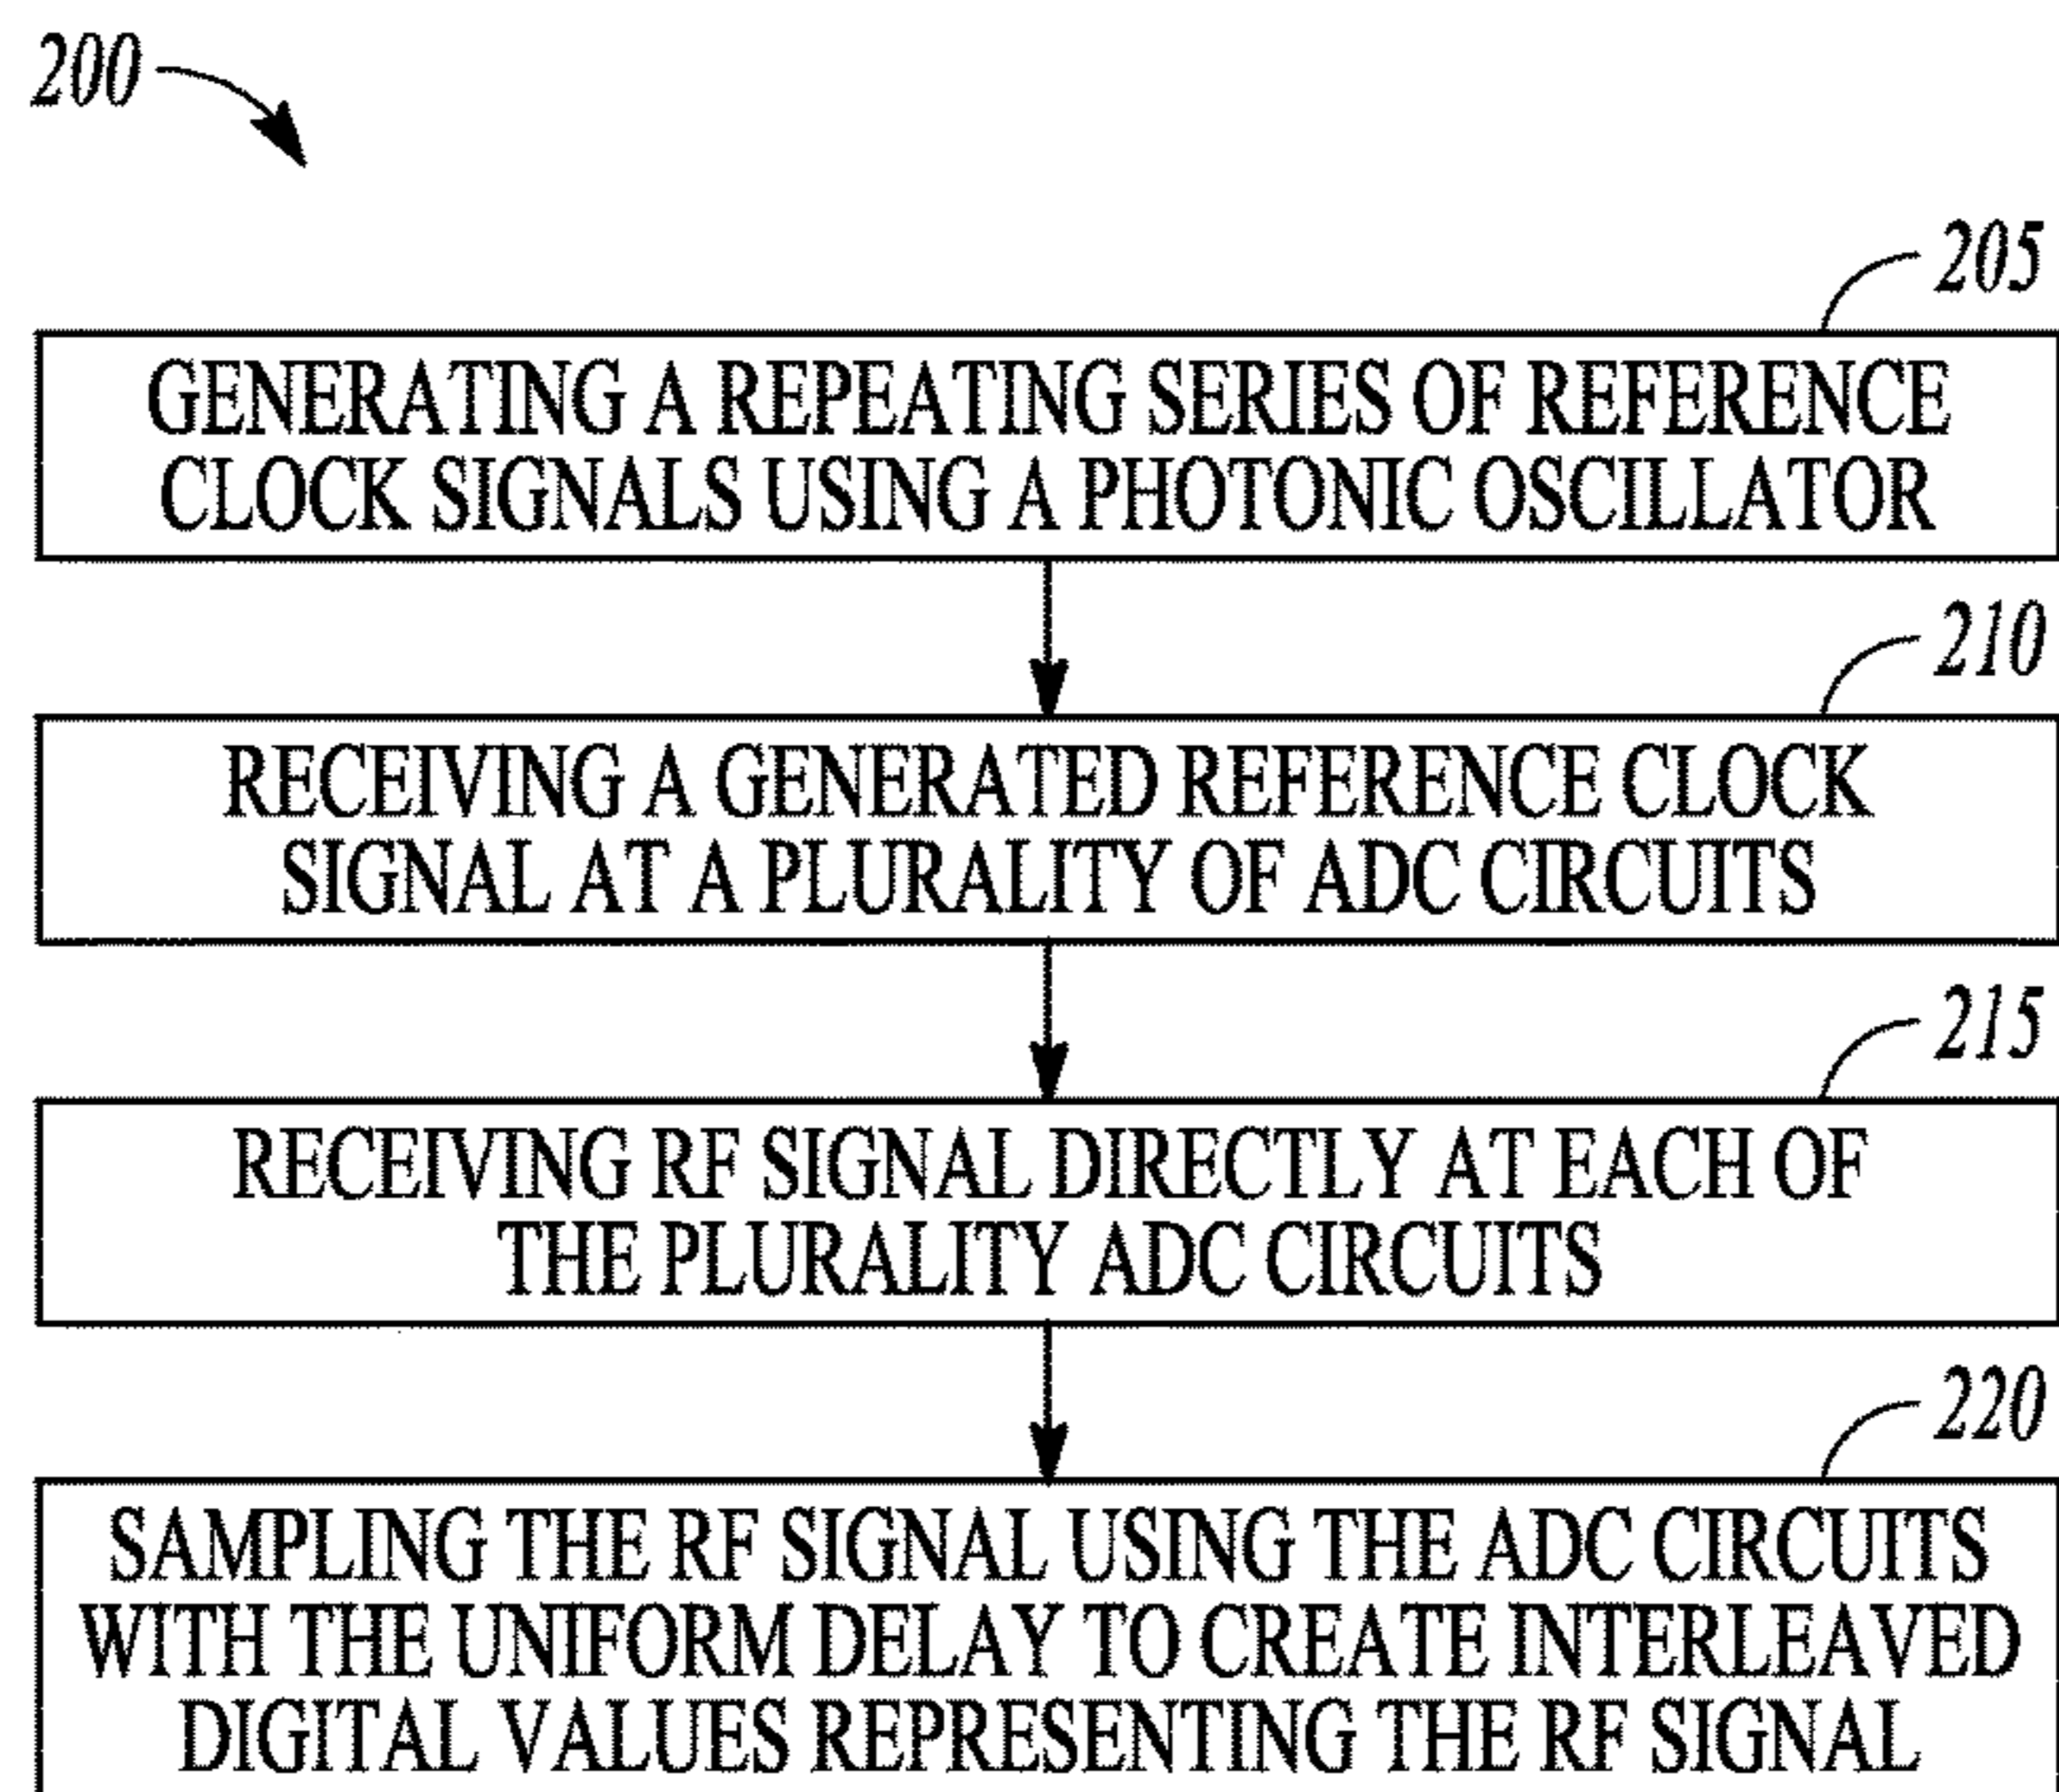 200
205
GENERATING A REPEATING SERIES OF REFERENCE
CLOCK SIGNALS USING A PHOTONIC OSCILLATOR
210
RECEIVING A GENERATED REFERENCE CLOCK
SIGNAL AT A PLURALITY OF ADC CIRCUITS
215
RECEIVING RF SIGNAL DIRECTLY AT EACH OF
THE PLURALITY ADC CIRCUITS
220
SAMPLING THE RF SIGNAL USING THE ADC CIRCUITS
WITH THE UNIFORM DELAY TO CREATE INTERLEAVED
DIGITAL VALUES REPRESENTING THE RF SIGNAL